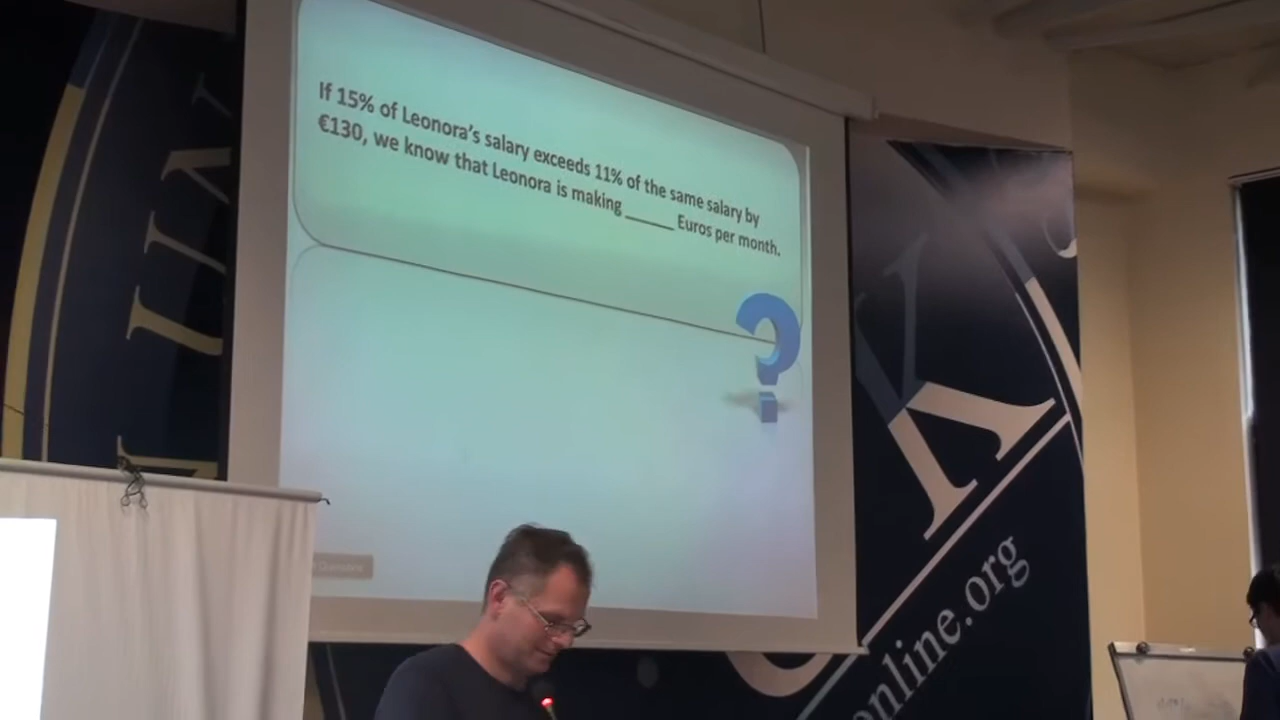 If 15% of Leonora's salary exceeds 11% of the same salary by
€130, we know that Leonora is making _____ Euros per month.
online.org